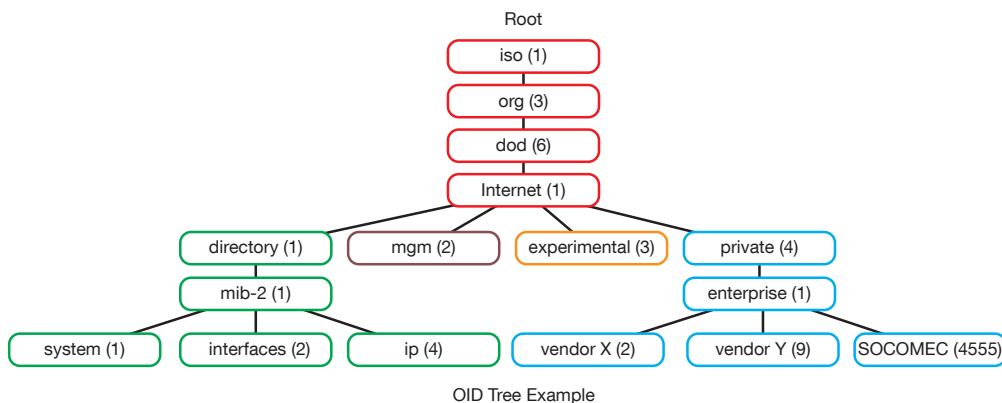 Root
iso (1)
org (3)
dod (6)
Internet (1)
directory (1)
mgm (2)
experimental (3)
private (4)
mib-2 (1)
enterprise (1)
system (1)
interfaces (2)
ip (4)
vendor X (2)
vendor Y (9)
SOCOMEC (4555)
OID Tree Example